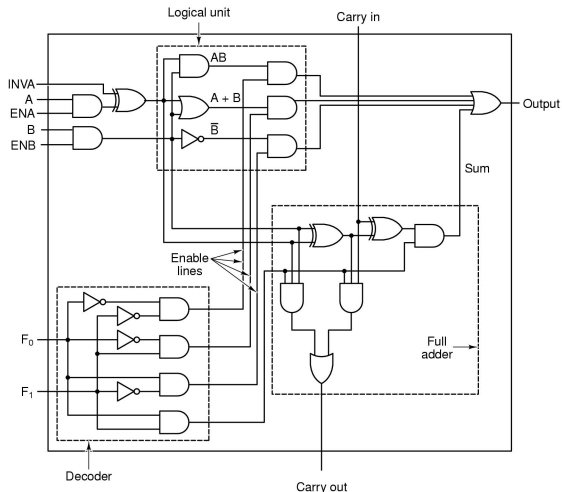 Logical unit
Carry in
INVA
A
ENA
B
ENB
AB
A + B
B̅
Output
Sum
Enable
lines
F₀
F₁
Full
adder
Decoder
Carry out